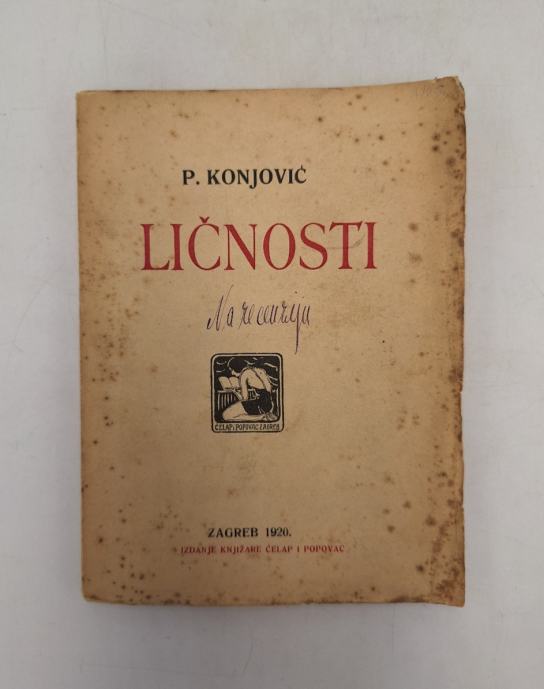 P. KONJOVIĆ
LIČNOSTI
Na recenziju
ČELAP I POPOVAC ZAGREB
ZAGREB 1920.
IZDANJE KNJIŽARE ČELAP I POPOVAC